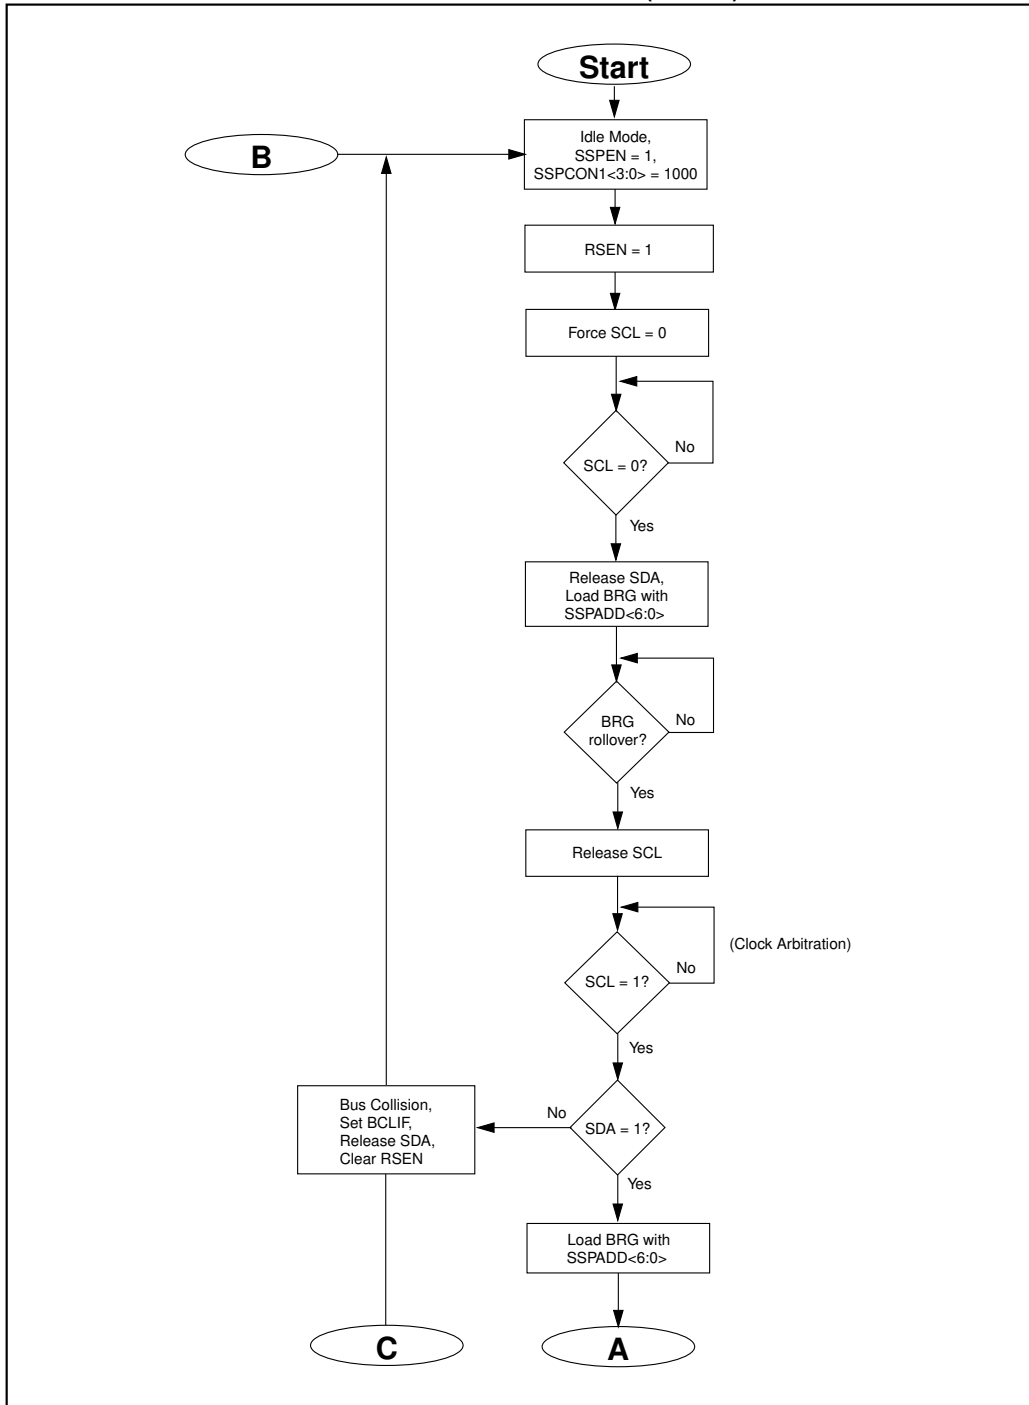 Start
B
Idle Mode,
SSPEN = 1,
SSPCON1<3:0> = 1000
RSEN = 1
Force SCL = 0
SCL = 0?
No
Yes
Release SDA,
Load BRG with
SSPADD<6:0>
BRG
rollover?
No
Yes
Release SCL
(Clock Arbitration)
SCL = 1?
No
Yes
Bus Collision,
Set BCLIF,
Release SDA,
Clear RSEN
No
SDA = 1?
Yes
Load BRG with
SSPADD<6:0>
C
A